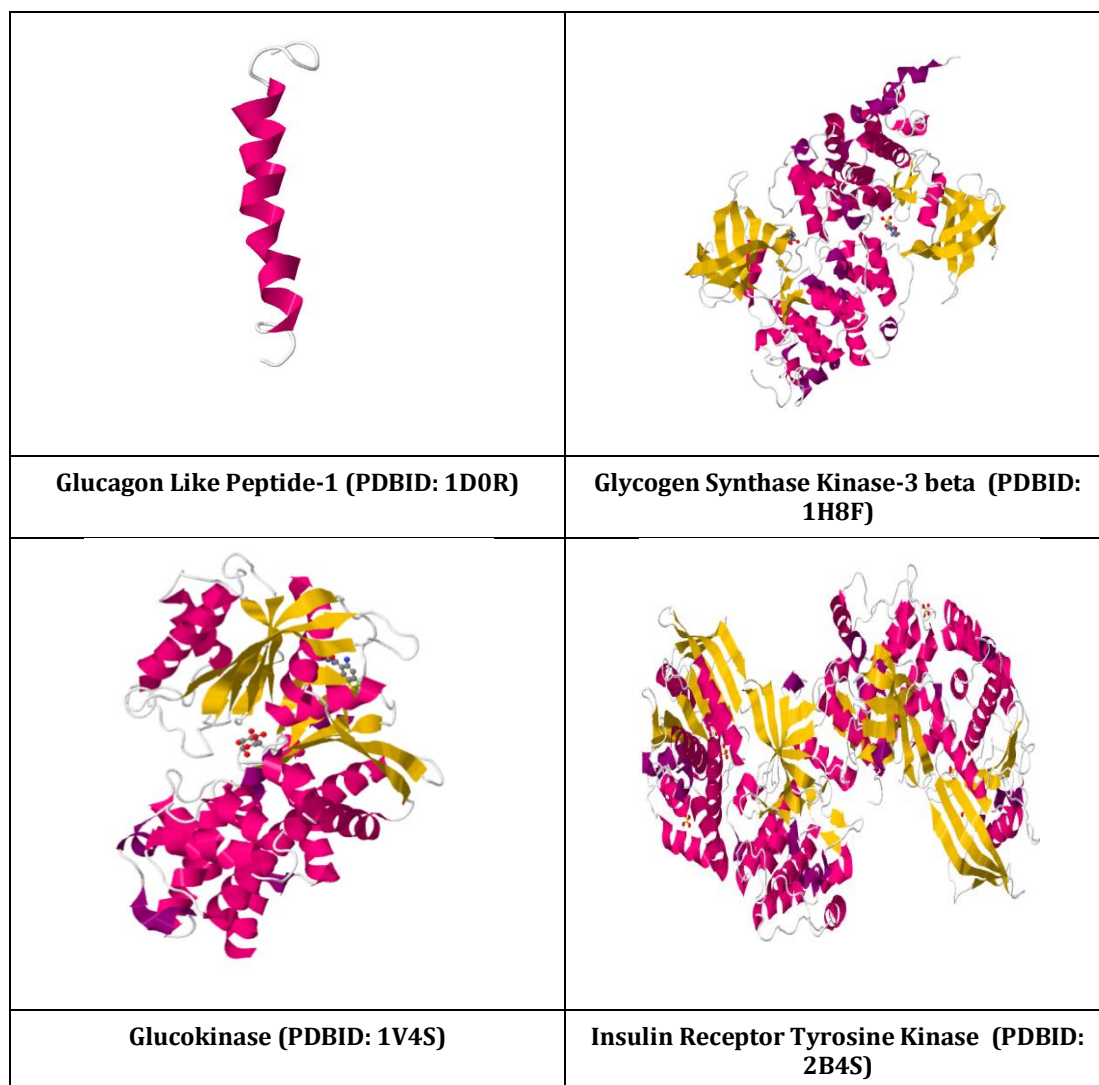 Glucagon Like Peptide-1 (PDBID: 1D0R)
Glycogen Synthase Kinase-3 beta (PDBID:
1H8F)
Glucokinase (PDBID: 1V4S)
Insulin Receptor Tyrosine Kinase (PDBID:
2B4S)